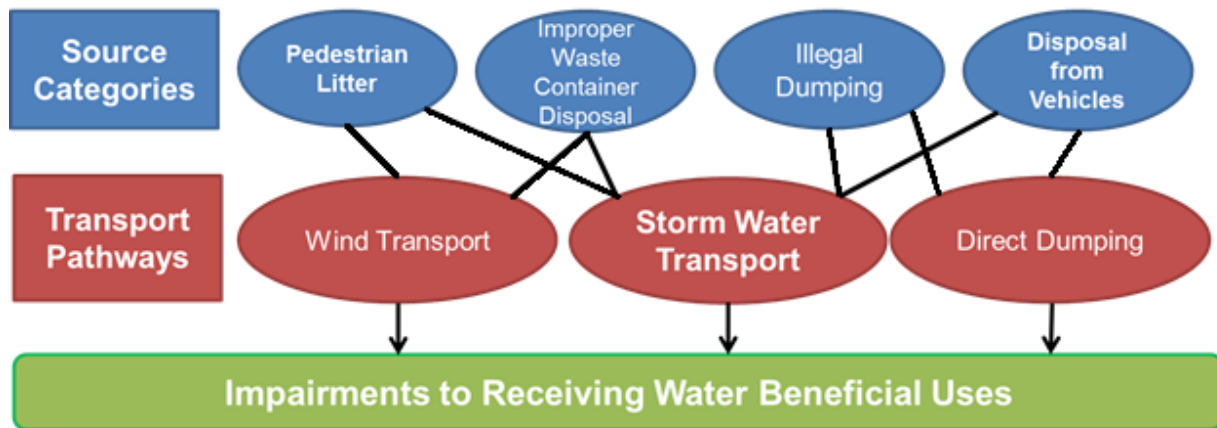 Source
Categories
Pedestrian
Litter
Improper
Waste
Container
Disposal
Illegal
Dumping
Disposal
from
Vehicles
Transport
Pathways
Wind Transport
Storm Water
Transport
Direct Dumping
Impairments to Receiving Water Beneficial Uses